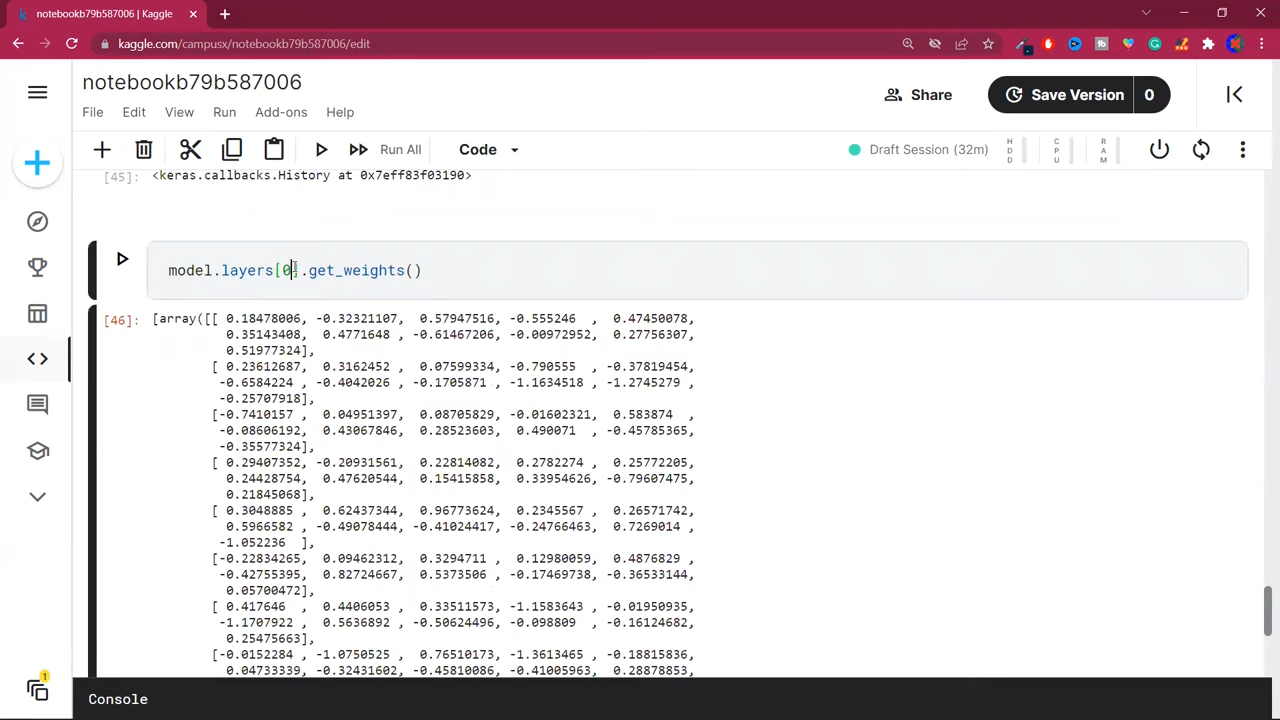 notebookb79b587006 | Kaggle
kaggle.com/campusx/notebookb79b587006/edit
notebookb79b587006
File Edit View Run Add-ons Help
Share
Save Version 0
Run All
Code
Draft Session (32m)
HDD
CPU
RAM
[45]: <keras.callbacks.History at 0x7eff83f03190>
model.layers[0].get_weights()
[46]: [array([[ 0.18478006, -0.32321107, 0.57947516, -0.555246 , 0.47450078,
0.35143408, 0.4771648 , -0.61467206, -0.00972952, 0.27756307,
0.51977324],
[ 0.23612687, 0.3162452 , 0.07599334, -0.790555 , -0.37819454,
-0.6584224 , -0.4042026 , -0.1705871 , -1.1634518 , -1.2745279 ,
-0.25707918],
[-0.7410157 , 0.04951397, 0.08705829, -0.01602321, 0.583874 ,
-0.08606192, 0.43067846, 0.28523603, 0.490071 , -0.45785365,
-0.35577324],
[ 0.29407352, -0.20931561, 0.22814082, 0.2782274 , 0.25772205,
0.24428754, 0.47620544, 0.15415858, 0.33954626, -0.79607475,
0.21845068],
[ 0.3048885 , 0.62437344, 0.96773624, 0.2345567 , 0.26571742,
0.5966582 , -0.49078444, -0.41024417, -0.24766463, 0.7269014 ,
-1.052236 ],
[-0.22834265, 0.09462312, 0.3294711 , 0.12980059, 0.4876829 ,
-0.42755395, 0.82724667, 0.5373506 , -0.17469738, -0.36533144,
0.05700472],
[ 0.417646 , 0.4406053 , 0.33511573, -1.1583643 , -0.01950935,
-1.1707922 , 0.5636892 , -0.50624496, -0.098809 , -0.16124682,
0.25475663],
[-0.0152284 , -1.0750525 , 0.76510173, -1.3613465 , -0.18815836,
0.04733339, -0.32431602, -0.45810086, -0.41005963, 0.28878853,
1
Console